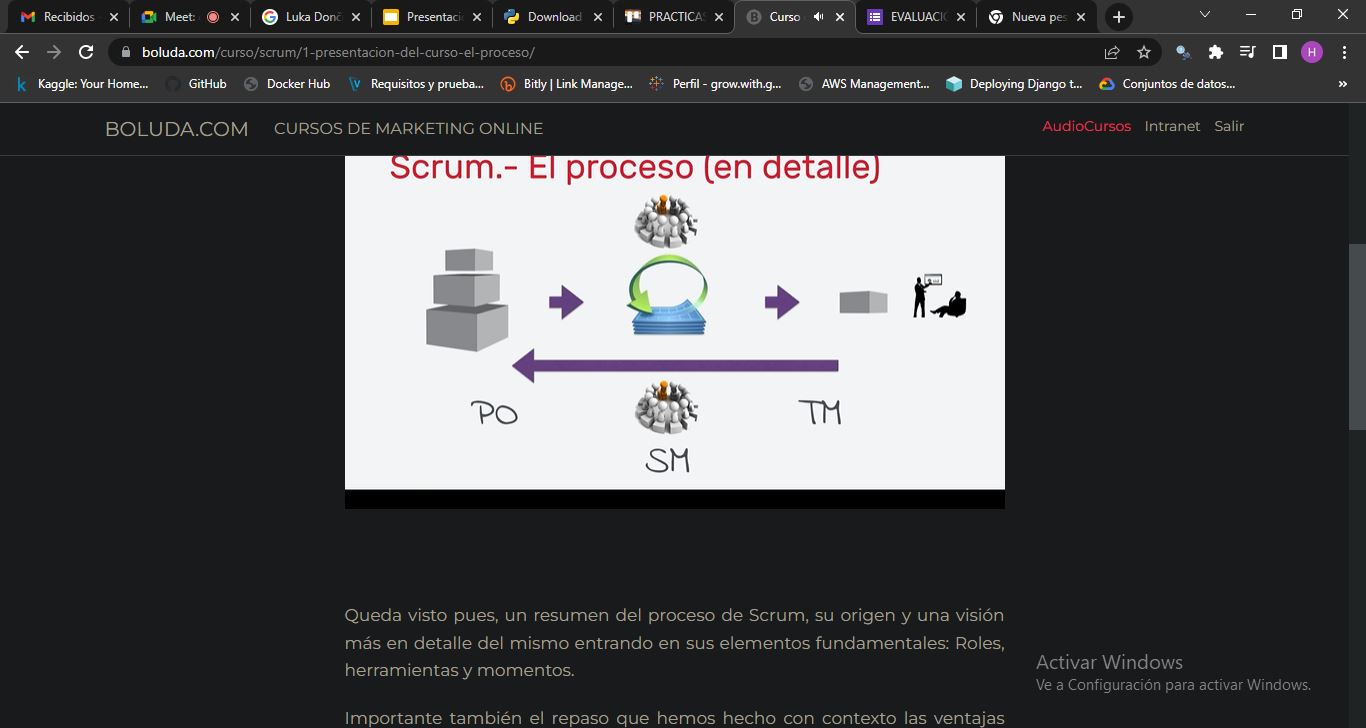 Recibidos
Meet:
Luka Donč
Presentaci
Download
PRACTICAS
Curso
EVALUACIÓ
Nueva pes
boluda.com/curso/scrum/1-presentacion-del-curso-el-proceso/
H
Kaggle: Your Home...
GitHub
Docker Hub
Requisitos y prueba...
Bitly | Link Manage...
Perfil - grow.with.g...
AWS Management...
Deploying Django t...
Conjuntos de datos...
»
BOLUDA.COM
CURSOS DE MARKETING ONLINE
AudioCursos
Intranet
Salir
Scrum.- El proceso (en detalle)
PO
TM
SM
Queda visto pues, un resumen del proceso de Scrum, su origen y una visión
más en detalle del mismo entrando en sus elementos fundamentales: Roles,
herramientas y momentos.
Importante también el repaso que hemos hecho con contexto las ventajas
Activar Windows
Ve a Configuración para activar Windows.